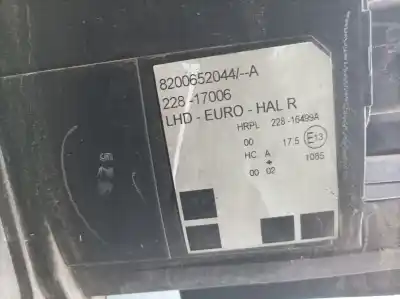 8200652044/--A
228-17006
LHD - EURO - HAL R
HRPL 228-16499A
00 17.5 E13
HC A 1085
00 02